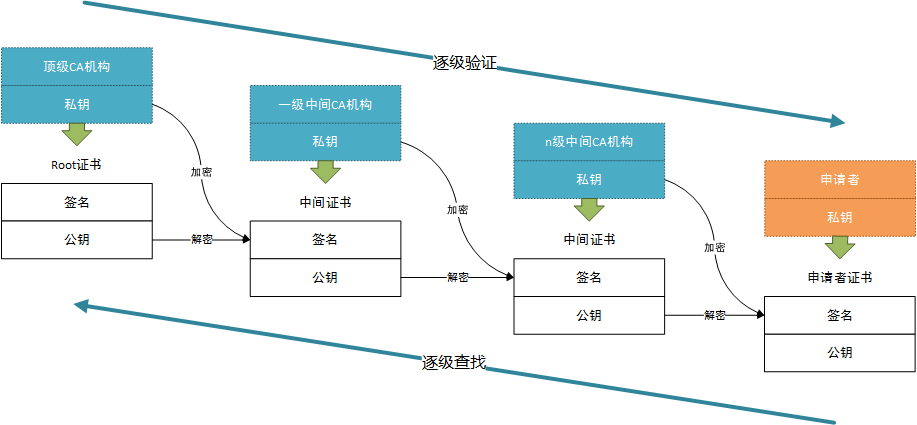 逐级验证
顶级CA机构
私钥
Root证书
签名
公钥
加密
解密
一级中间CA机构
私钥
中间证书
签名
公钥
加密
解密
n级中间CA机构
私钥
中间证书
签名
公钥
加密
解密
申请者
私钥
申请者证书
签名
公钥
逐级查找